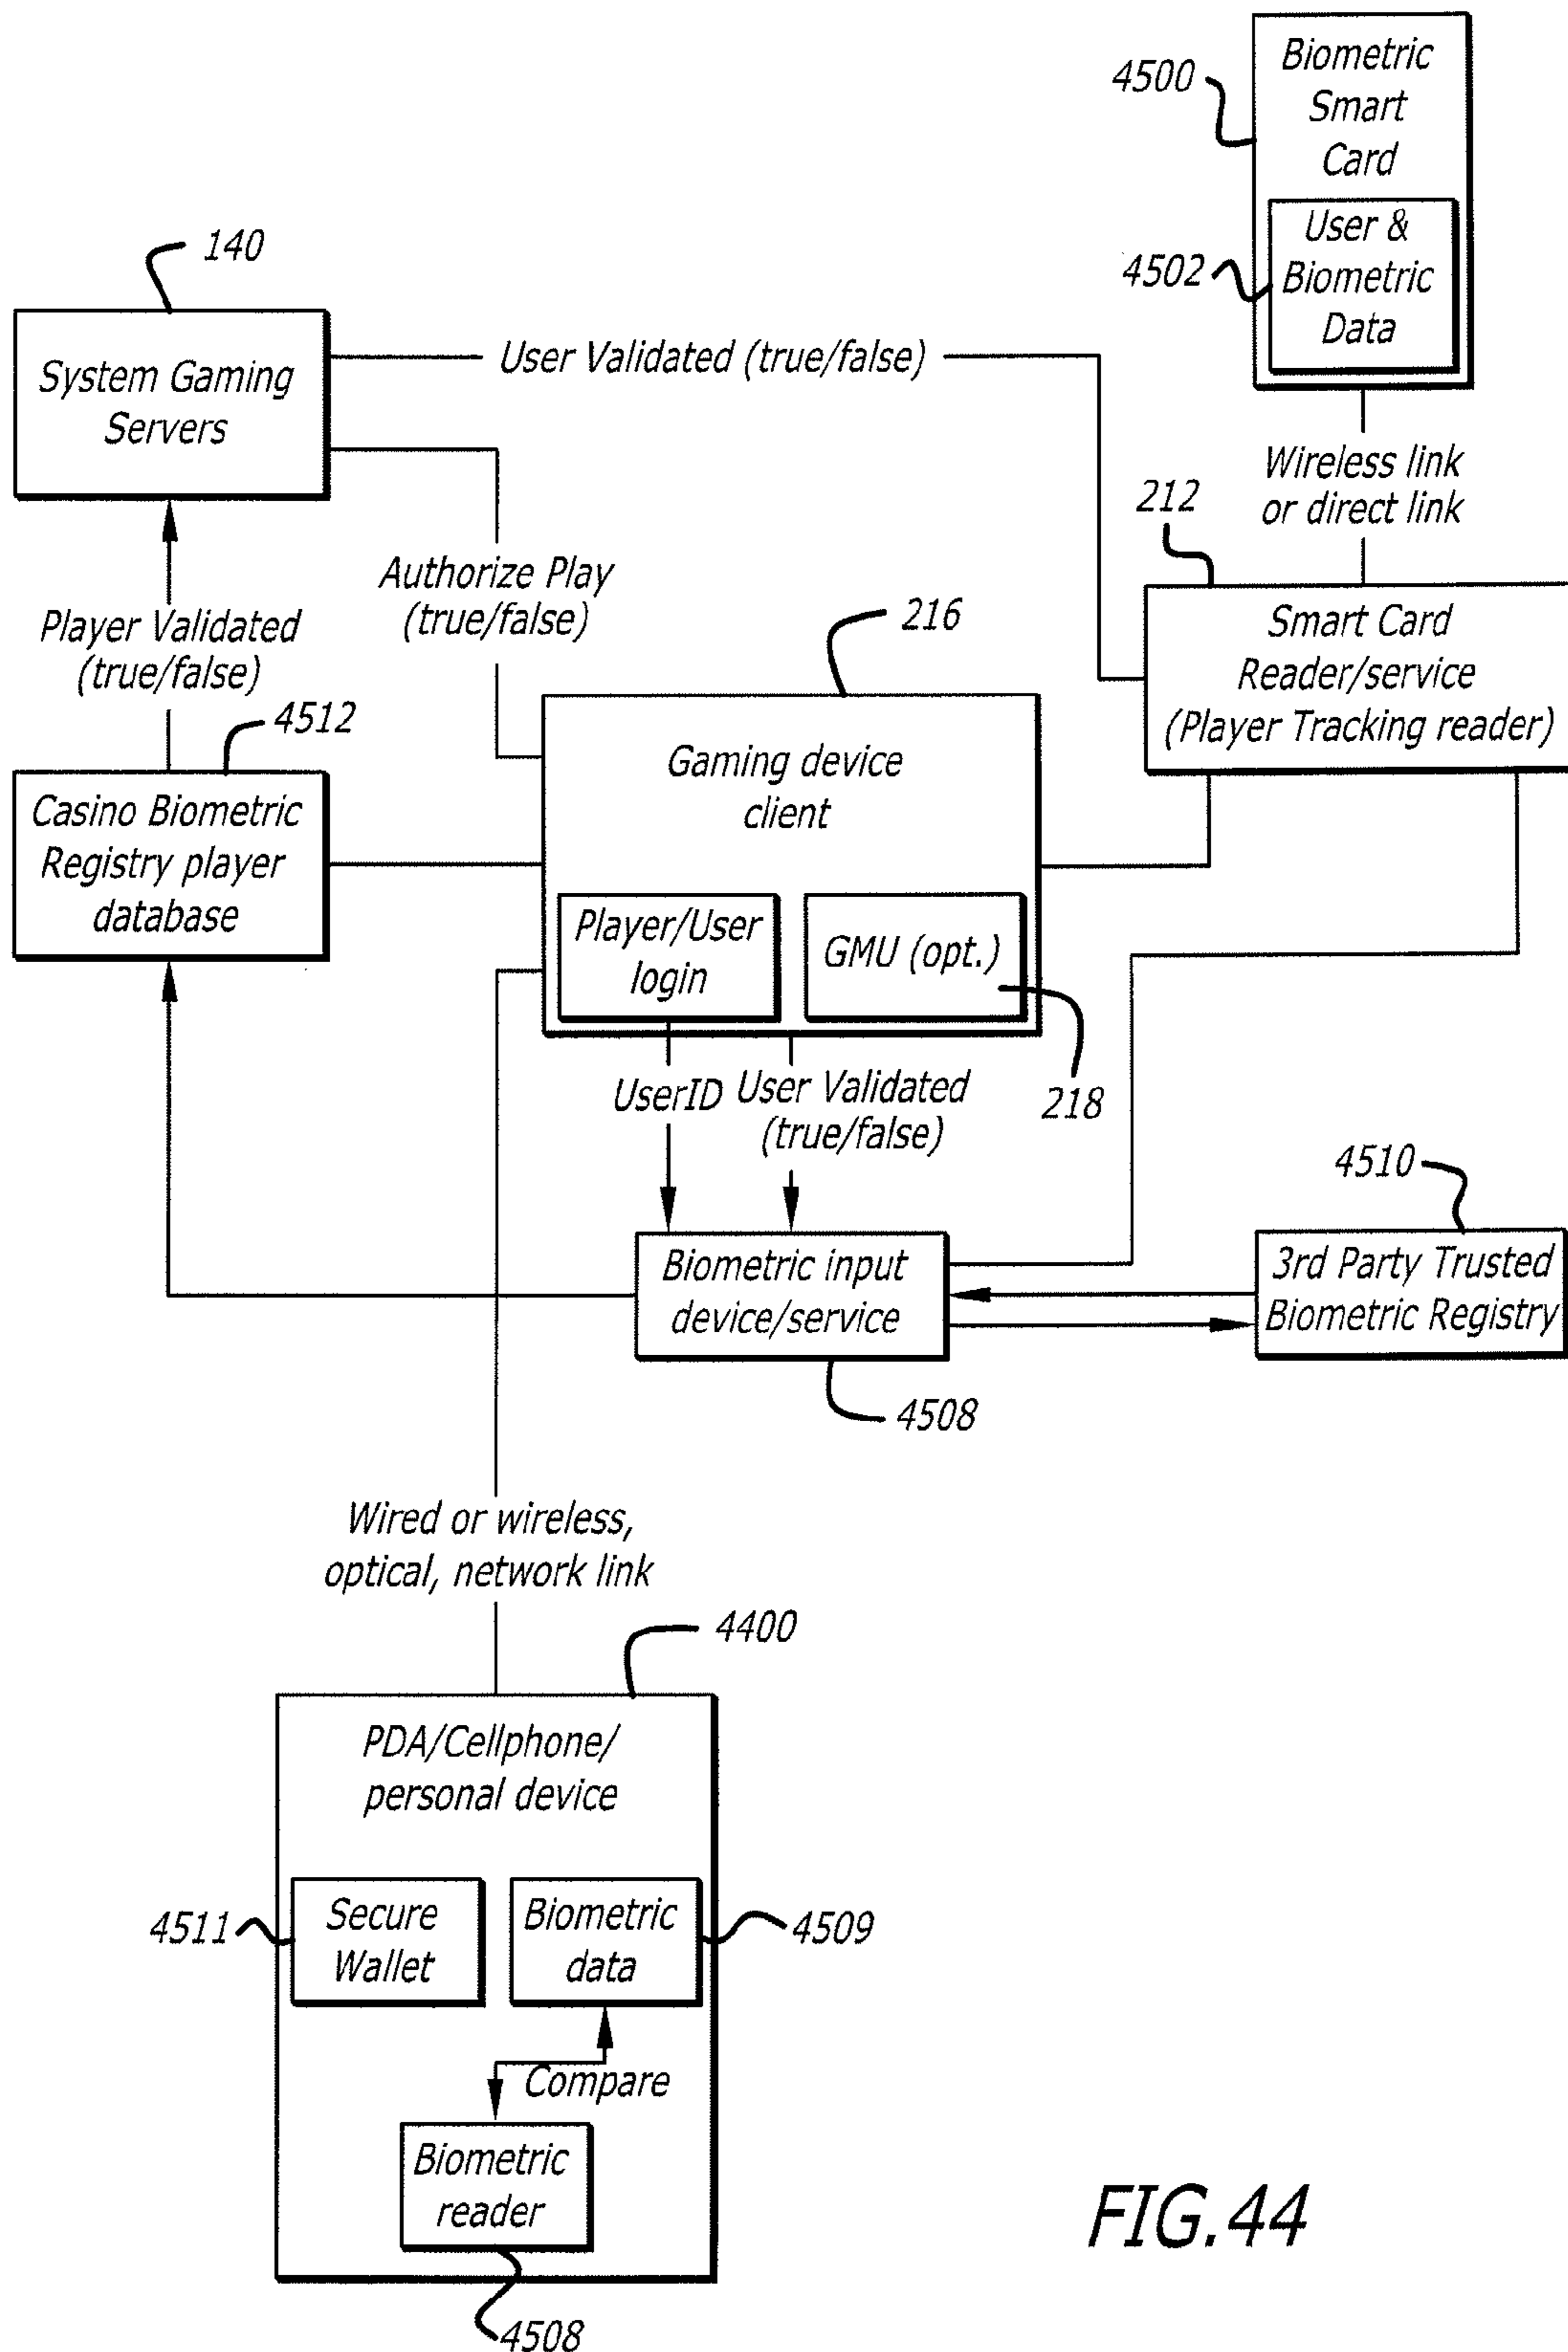 4500
Biometric
Smart
Card
4502
User &
Biometric
Data
140
System Gaming
Servers
User Validated (true/false)
Wireless link
or direct link
212
Smart Card
Reader/service
(Player Tracking reader)
Authorize Play
(true/false)
Player Validated
(true/false)
216
4512
Casino Biometric
Registry player
database
Gaming device
client
Player/User
login
GMU (opt.)
218
UserID
User Validated
(true/false)
4510
3rd Party Trusted
Biometric Registry
Biometric input
device/service
4508
Wired or wireless,
optical, network link
4400
PDA/Cellphone/
personal device
4511
Secure
Wallet
Biometric
data
4509
Compare
Biometric
reader
4508
FIG.44